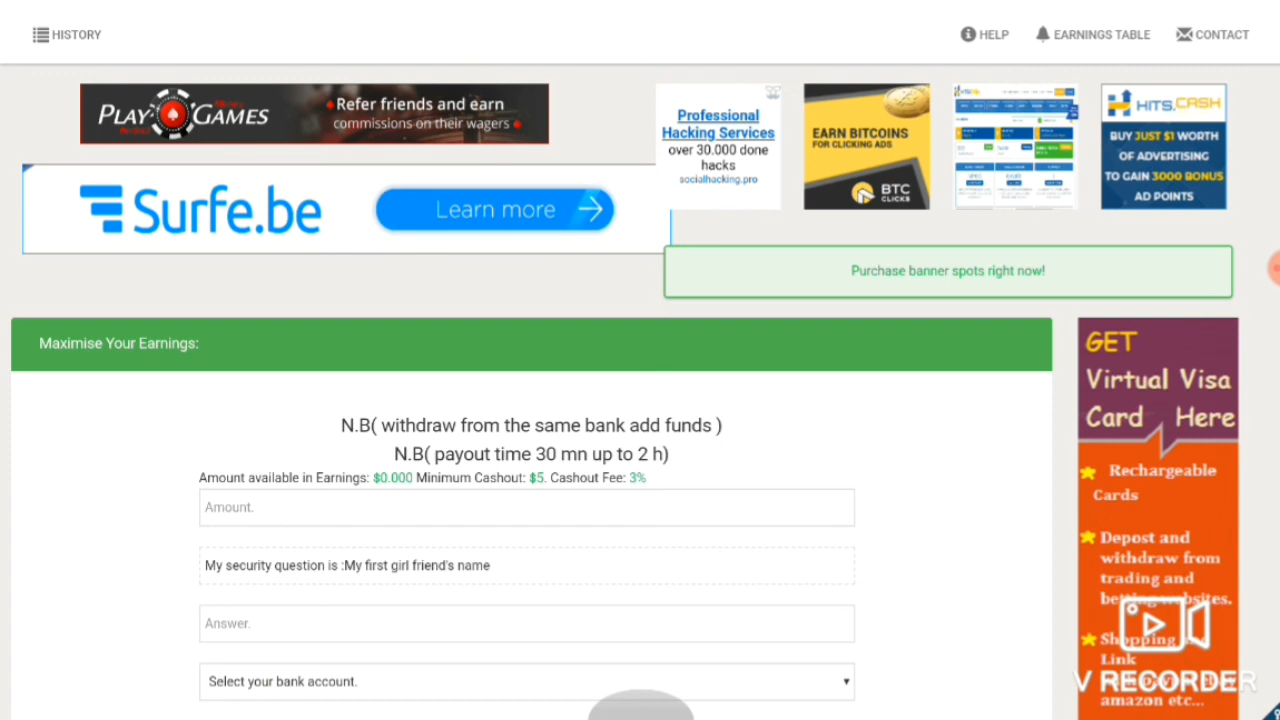 HISTORY
HELP
EARNINGS TABLE
CONTACT
PLAY GAMES
Refer friends and earn
commissions on their wagers
Surfe.be
Learn more
Professional
Hacking Services
over 30.000 done
hacks
socialhacking.pro
EARN BITCOINS
FOR CLICKING ADS
BTC
CLICKS
HITS.CASH
BUY JUST $1 WORTH
OF ADVERTISING
TO GAIN 3000 BONUS
AD POINTS
Purchase banner spots right now!
Maximise Your Earnings:
N.B( withdraw from the same bank add funds )
N.B( payout time 30 mn up to 2 h)
Amount available in Earnings: $0.000 Minimum Cashout: $5. Cashout Fee: 3%
Amount.
My security question is :My first girl friend's name
Answer.
Select your bank account.
GET
Virtual Visa
Card Here
Rechargeable
Cards
Depost and
withdraw from
trading and
betting websites.
Shopping
Link
amazon etc...
V RECORDER